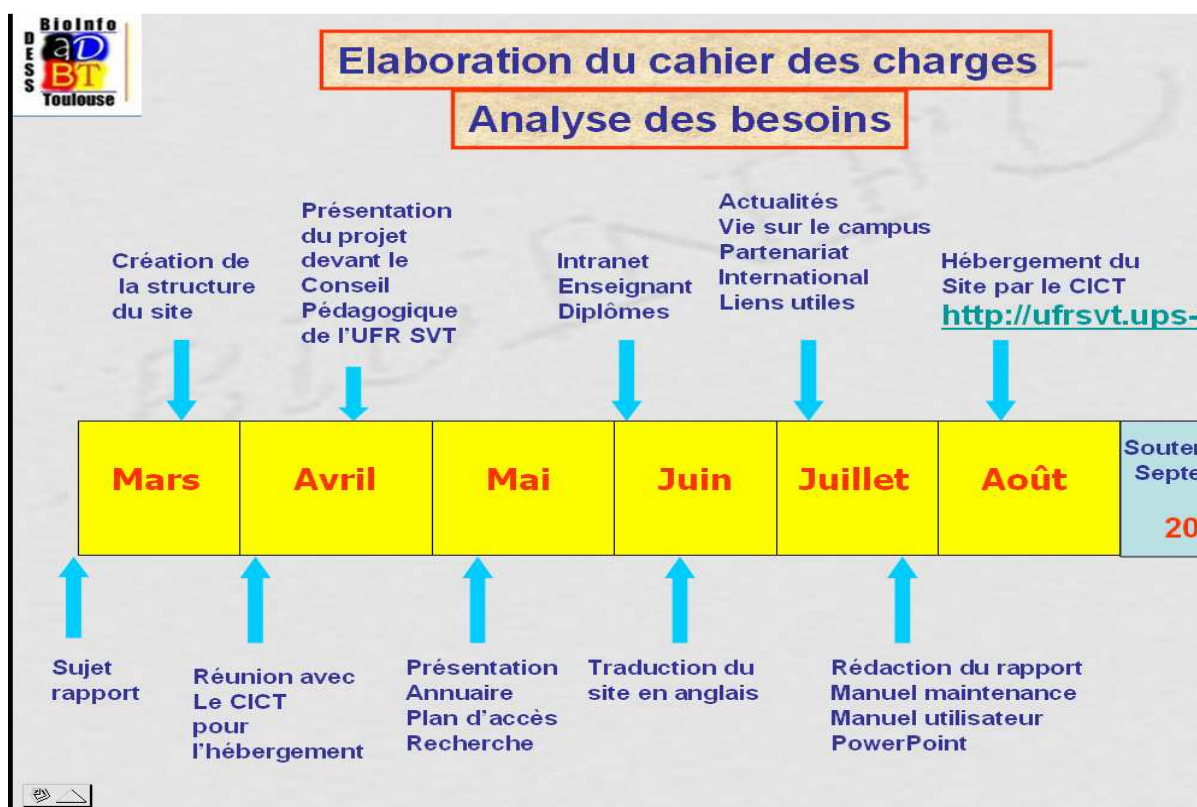 BioInfo
DESS
aD
BT
Toulouse
Elaboration du cahier des charges
Analyse des besoins
Création de
la structure
du site
Présentation
du projet
devant le
Conseil
Pédagogique
de l'UFR SVT
Intranet
Enseignant
Diplômes
Actualités
Vie sur le campus
Partenariat
International
Liens utiles
Hébergement du
Site par le CICT
http://ufrsvt.ups-
Mars
Avril
Mai
Juin
Juillet
Août
Sujet
rapport
Réunion avec
Le CICT
pour
l'hébergement
Présentation
Annuaire
Plan d'accès
Recherche
Traduction du
site en anglais
Rédaction du rapport
Manuel maintenance
Manuel utilisateur
PowerPoint